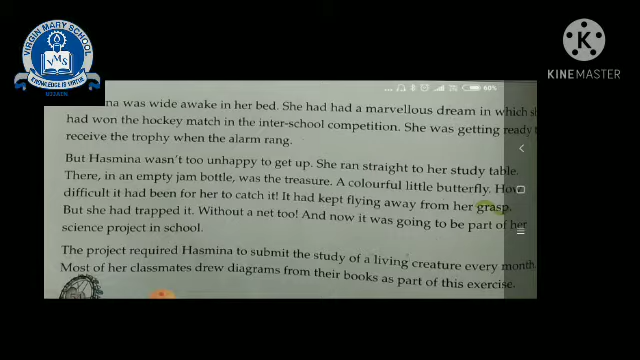 VIRGIN MARY SCHOOL
VMS
KNOWLEDGE IS VIRTUE
UJJAIN
K
KINEMASTER
60%
was wide awake in her bed. She had had a marvellous dream in which
had won the hockey match in the inter-school competition. She was getting ready
receive the trophy when the alarm rang.
But Hasmina wasn't too unhappy to get up. She ran straight to her study table.
There, in an empty jam bottle, was the treasure. A colourful little butterfly. How
difficult it had been for her to catch it! It had kept flying away from her grasp.
But she had trapped it. Without a net too! And now it was going to be part of her
science project in school.
The project required Hasmina to submit the study of a living creature every month.
Most of her classmates drew diagrams from their books as part of this exercise.